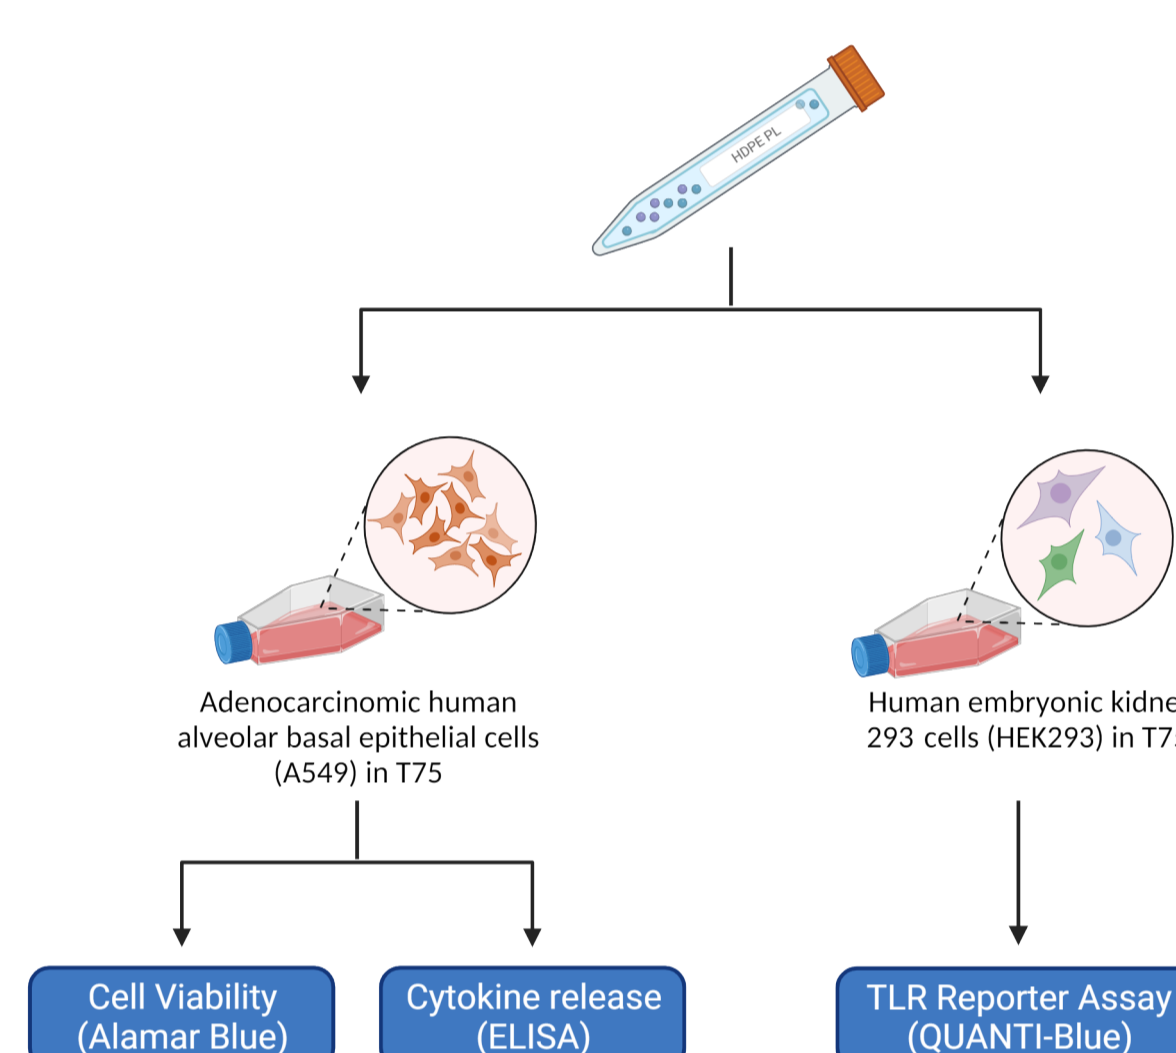 HDPE PL
Adenocarcinomic human
alveolar basal epithelial cells
(A549) in T75
Human embryonic
293 cells (HEK293) in
Cell Viability
(Alamar Blue)
Cytokine release
(ELISA)
TLR Reporter Assay
(QUANTI-Blue)